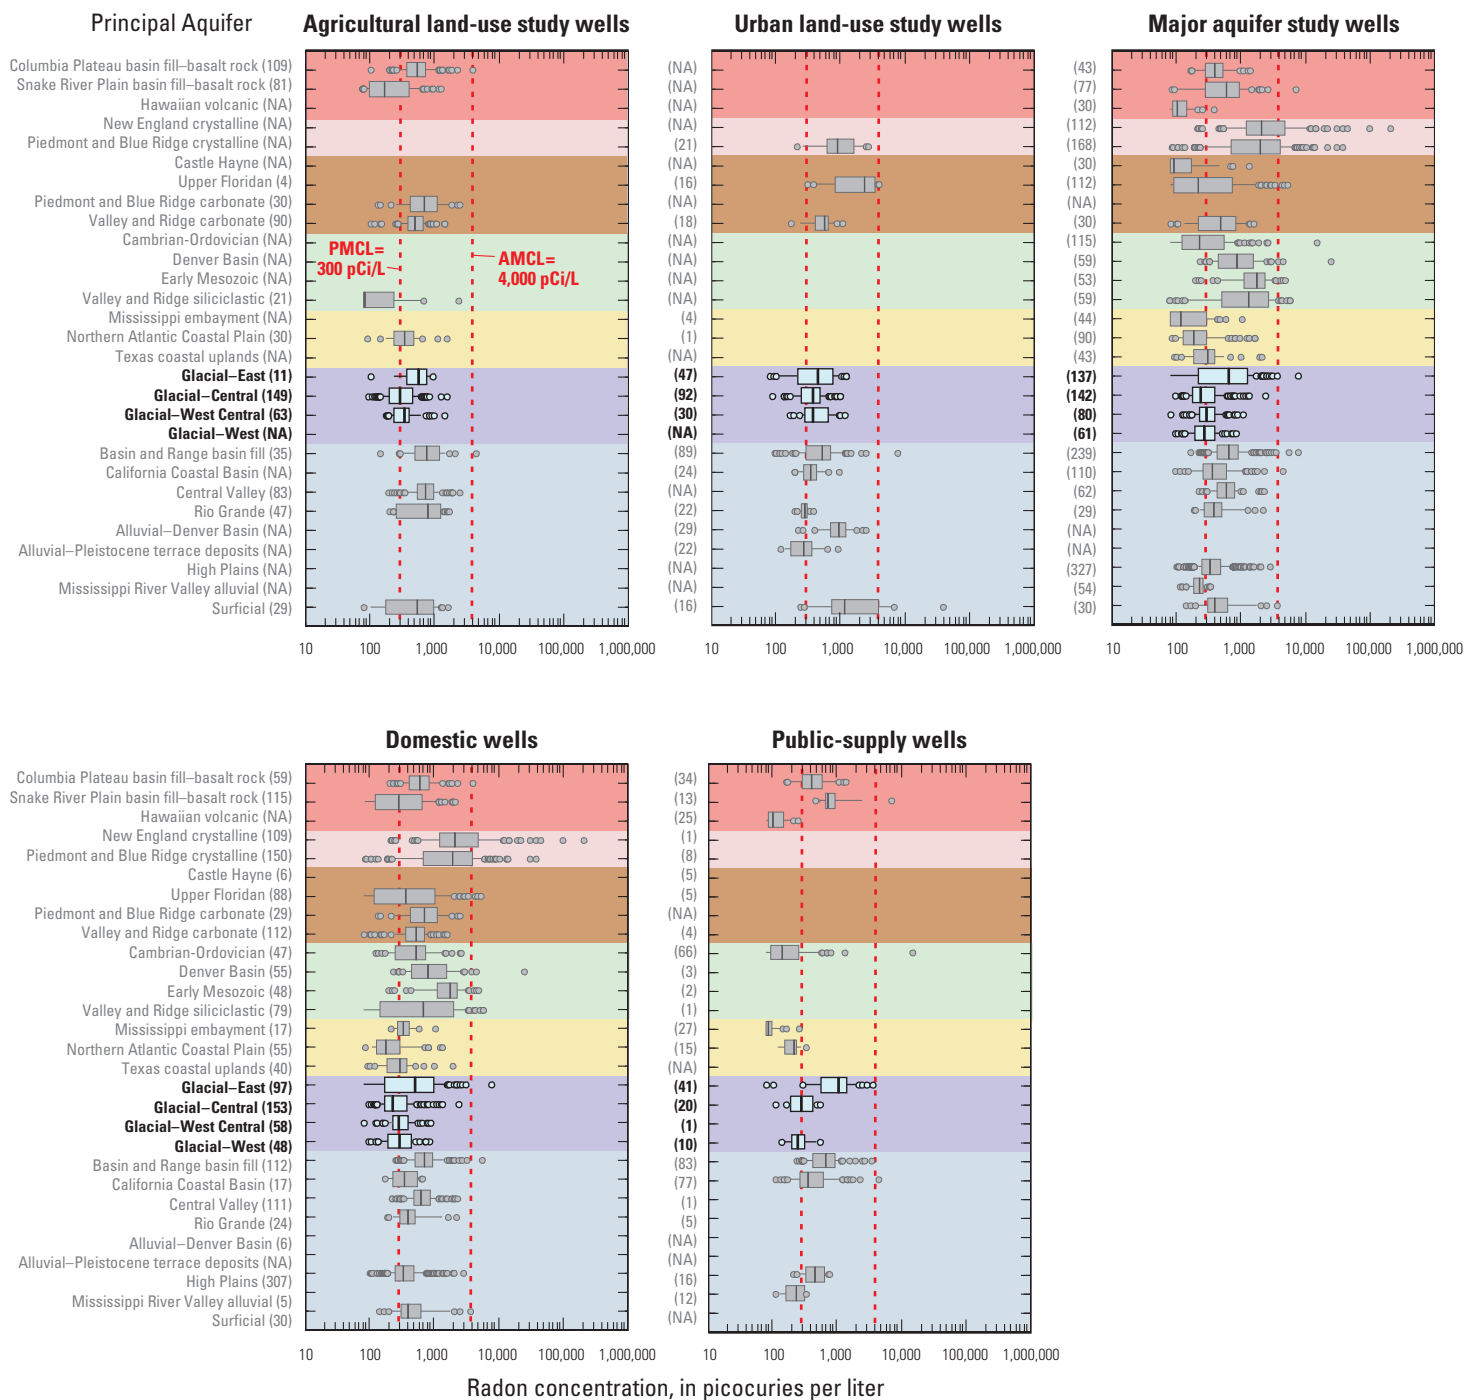 Principal Aquifer
Agricultural land-use study wells
Urban land-use study wells
Major aquifer study wells
Columbia Plateau basin fill–basalt rock (109)
Snake River Plain basin fill–basalt rock (81)
Hawaiian volcanic (NA)
New England crystalline (NA)
Piedmont and Blue Ridge crystalline (NA)
Castle Hayne (NA)
Upper Floridan (4)
Piedmont and Blue Ridge carbonate (30)
Valley and Ridge carbonate (90)
Cambrian-Ordovician (NA)
Denver Basin (NA)
Early Mesozoic (NA)
Valley and Ridge siliciclastic (21)
Mississippi embayment (NA)
Northern Atlantic Coastal Plain (30)
Texas coastal uplands (NA)
Glacial–East (11)
Glacial–Central (149)
Glacial–West Central (63)
Glacial–West (NA)
Basin and Range basin fill (35)
California Coastal Basin (NA)
Central Valley (83)
Rio Grande (47)
Alluvial–Denver Basin (NA)
Alluvial–Pleistocene terrace deposits (NA)
High Plains (NA)
Mississippi River Valley alluvial (NA)
Surficial (29)
PMCL=
300 pCi/L
AMCL=
4,000 pCi/L
10 100 1,000 10,000 100,000 1,000,000
(NA)
(NA)
(NA)
(NA)
(21)
(NA)
(16)
(NA)
(18)
(NA)
(NA)
(NA)
(NA)
(4)
(1)
(NA)
(47)
(92)
(30)
(NA)
(89)
(24)
(NA)
(22)
(29)
(22)
(NA)
(NA)
(16)
10 100 1,000 10,000 100,000 1,000,000
(43)
(77)
(30)
(112)
(168)
(30)
(112)
(NA)
(30)
(115)
(59)
(53)
(59)
(44)
(90)
(43)
(137)
(142)
(80)
(61)
(239)
(110)
(62)
(29)
(NA)
(NA)
(327)
(54)
(30)
10 100 1,000 10,000 100,000 1,000,000
Domestic wells
Public-supply wells
Columbia Plateau basin fill–basalt rock (59)
Snake River Plain basin fill–basalt rock (115)
Hawaiian volcanic (NA)
New England crystalline (109)
Piedmont and Blue Ridge crystalline (150)
Castle Hayne (6)
Upper Floridan (88)
Piedmont and Blue Ridge carbonate (29)
Valley and Ridge carbonate (112)
Cambrian-Ordovician (47)
Denver Basin (55)
Early Mesozoic (48)
Valley and Ridge siliciclastic (79)
Mississippi embayment (17)
Northern Atlantic Coastal Plain (55)
Texas coastal uplands (40)
Glacial–East (97)
Glacial–Central (153)
Glacial–West Central (58)
Glacial–West (48)
Basin and Range basin fill (112)
California Coastal Basin (17)
Central Valley (111)
Rio Grande (24)
Alluvial–Denver Basin (6)
Alluvial–Pleistocene terrace deposits (NA)
High Plains (307)
Mississippi River Valley alluvial (5)
Surficial (30)
10 100 1,000 10,000 100,000 1,000,000
(34)
(13)
(25)
(1)
(8)
(5)
(5)
(NA)
(4)
(66)
(3)
(2)
(1)
(27)
(15)
(NA)
(41)
(20)
(1)
(10)
(83)
(77)
(1)
(5)
(NA)
(NA)
(16)
(12)
(NA)
10 100 1,000 10,000 100,000 1,000,000
Radon concentration, in picocuries per liter